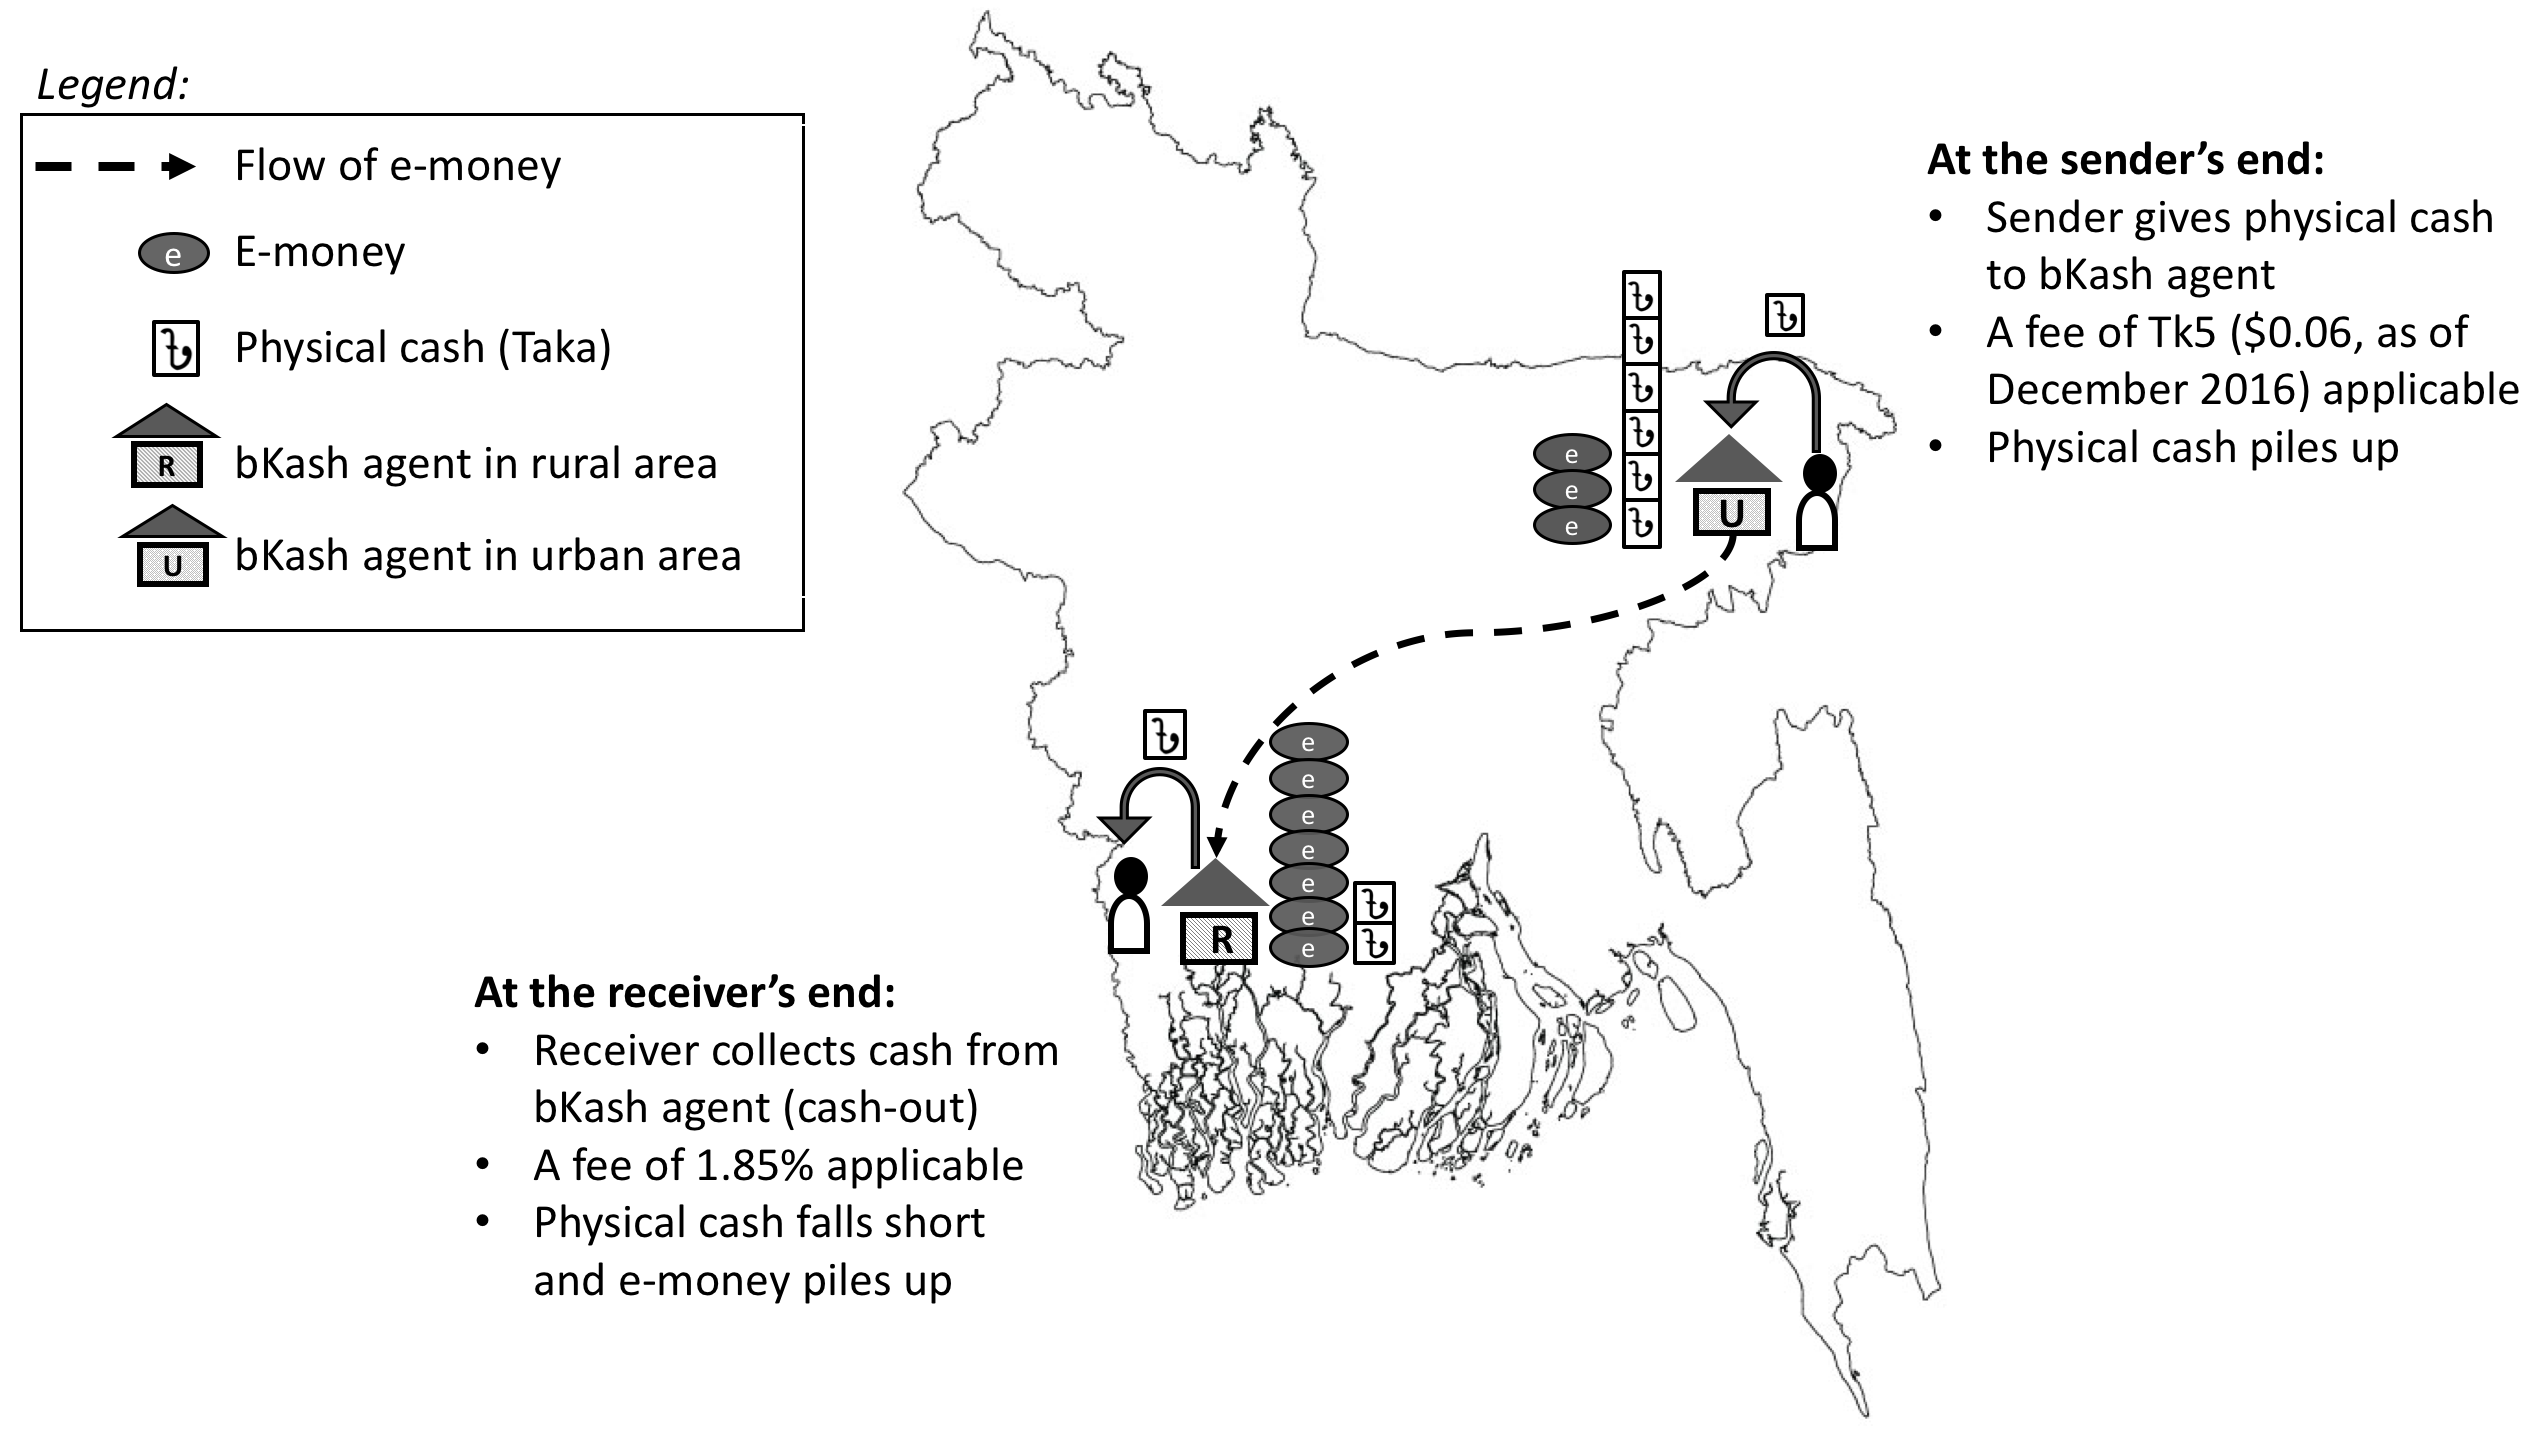 Legend:
Flow of e-money
e
E-money
৳
Physical cash (Taka)
R
bKash agent in rural area
U
bKash agent in urban area
At the sender’s end:
• Sender gives physical cash
to bKash agent
• A fee of Tk5 ($0.06, as of
December 2016) applicable
• Physical cash piles up
৳
৳
৳
৳
৳
৳
৳
e
e
e
U
৳
e
e
e
e
e
e
e
৳
৳
R
At the receiver’s end:
• Receiver collects cash from
bKash agent (cash-out)
• A fee of 1.85% applicable
• Physical cash falls short
and e-money piles up